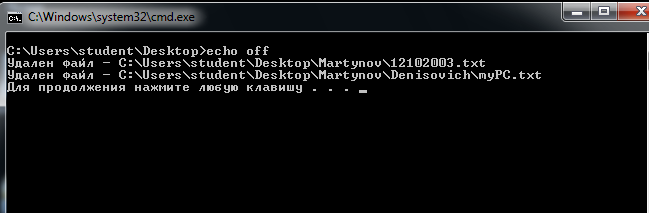 C:\Windows\system32\cmd.exe
C:\Users\student\Desktop>echo off
Удален файл - C:\Users\student\Desktop\Martynov\12102003.txt
Удален файл - C:\Users\student\Desktop\Martynov\Denisovich\myPC.txt
Для продолжения нажмите любую клавишу . . .